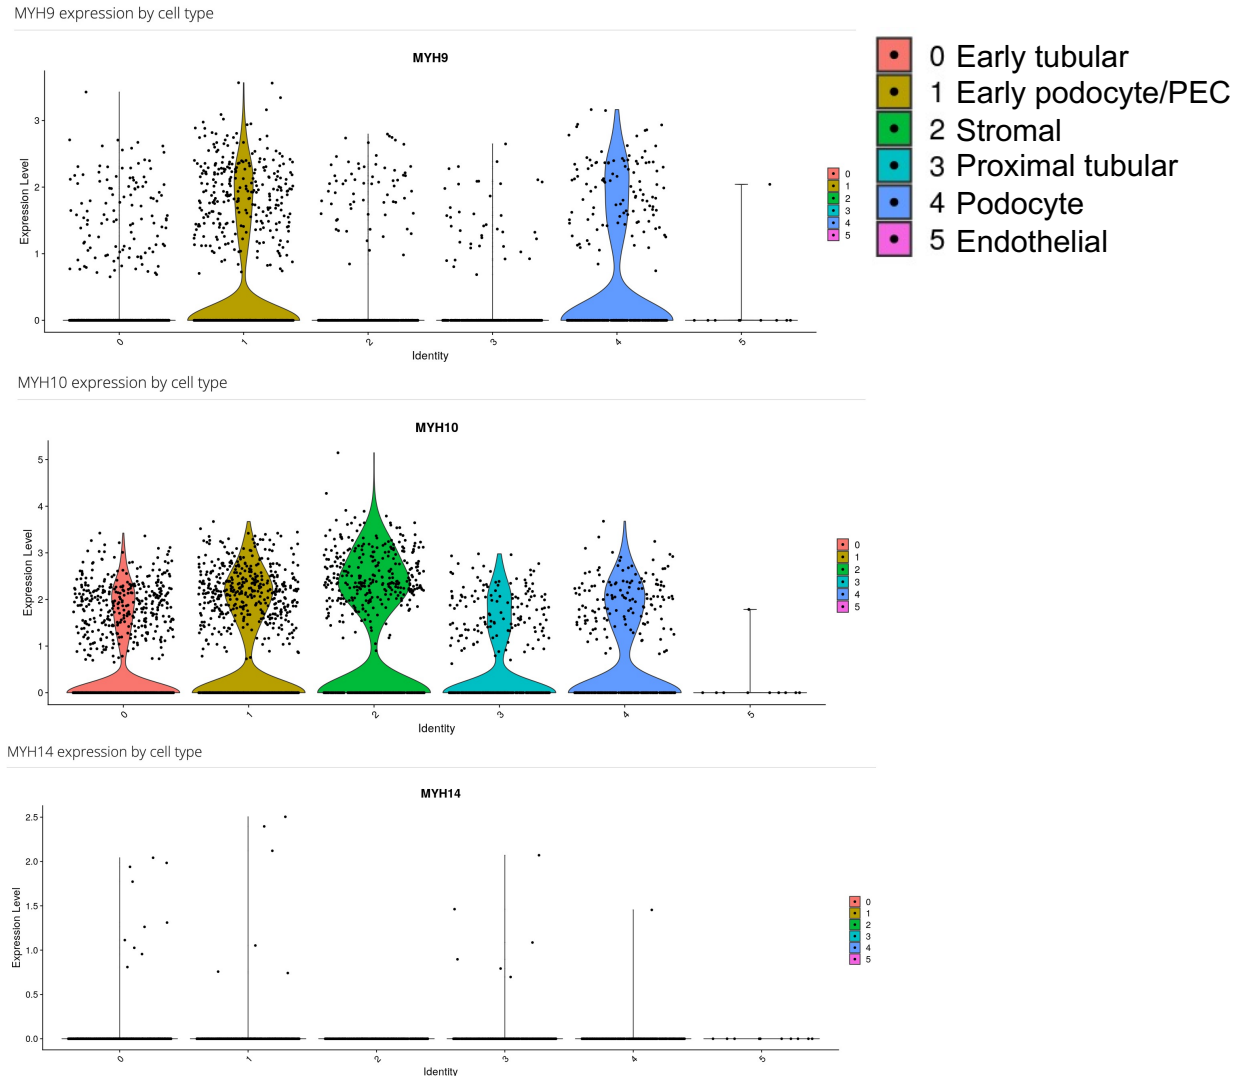 MYH9 expression by cell type
MYH9
Expression Level
3
2
1
0
0
1
2
3
4
5
Identity
0
1
2
3
4
5
0 Early tubular
1 Early podocyte/PEC
2 Stromal
3 Proximal tubular
4 Podocyte
5 Endothelial
MYH10 expression by cell type
MYH10
Expression Level
5
4
3
2
1
0
0
1
2
3
4
5
Identity
0
1
2
3
4
5
MYH14 expression by cell type
MYH14
Expression Level
2.5
2.0
1.5
1.0
0.5
0.0
0
1
2
3
4
5
Identity
0
1
2
3
4
5